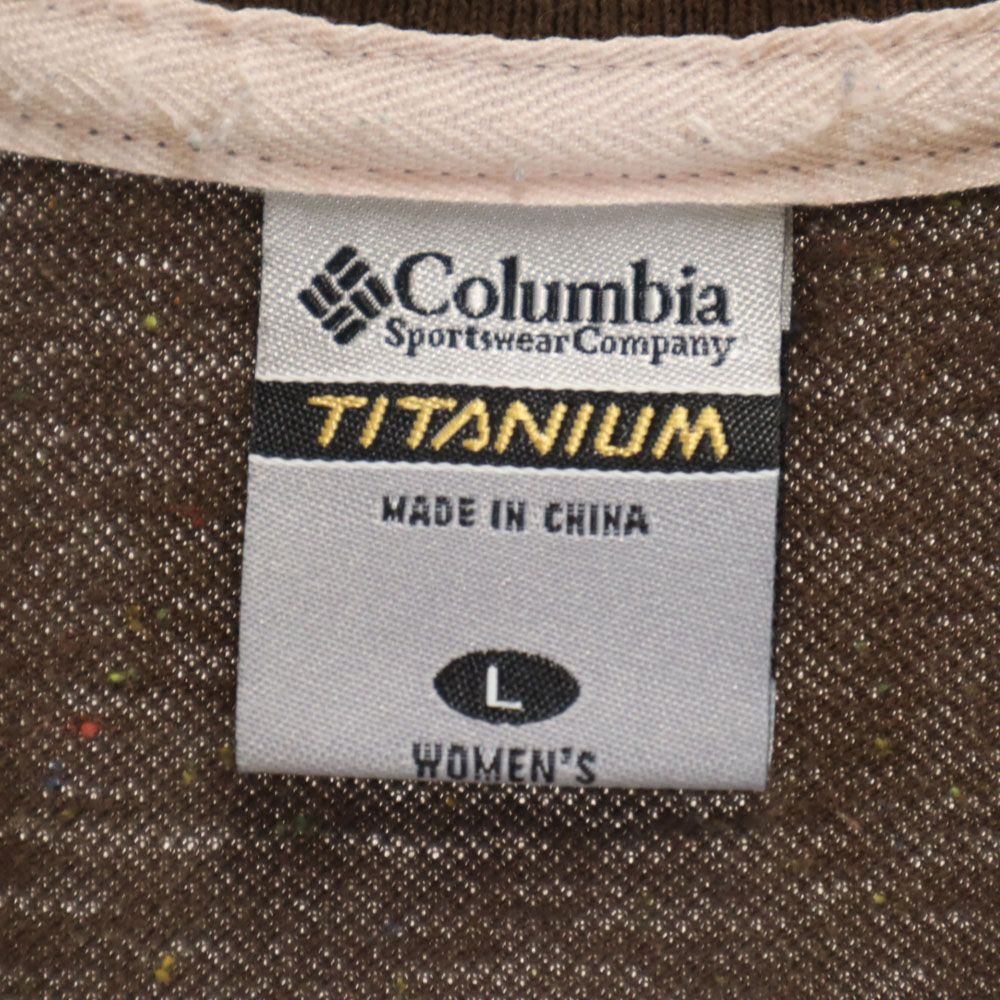 Columbia
Sportswear Company
TITANIUM
MADE IN CHINA
L
WOMEN'S